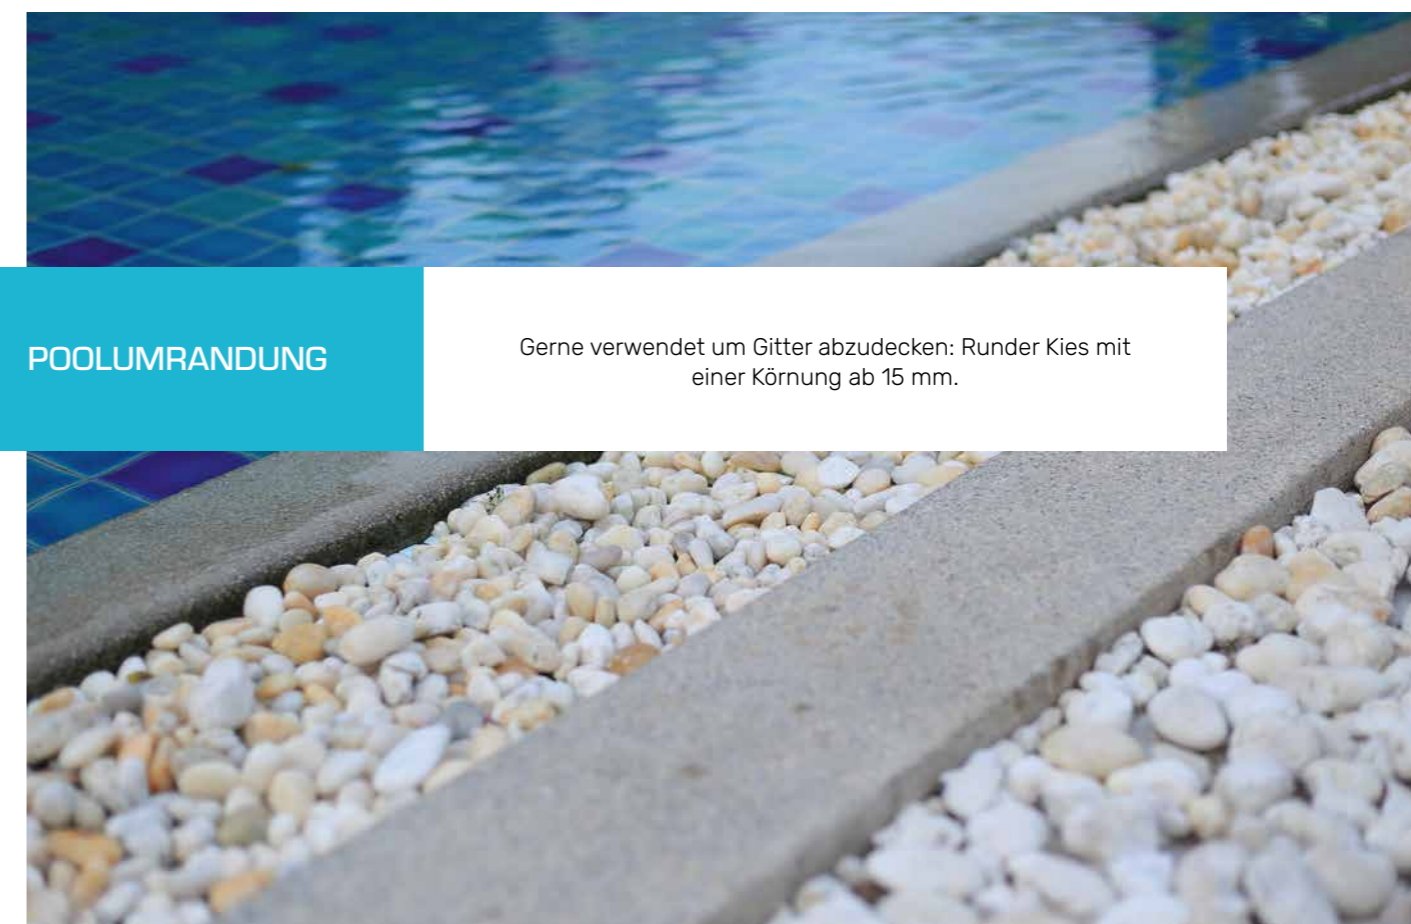 POOLUMRANDUNG
Gerne verwendet um Gitter abzudecken: Runder Kies mit
einer Körnung ab 15 mm.